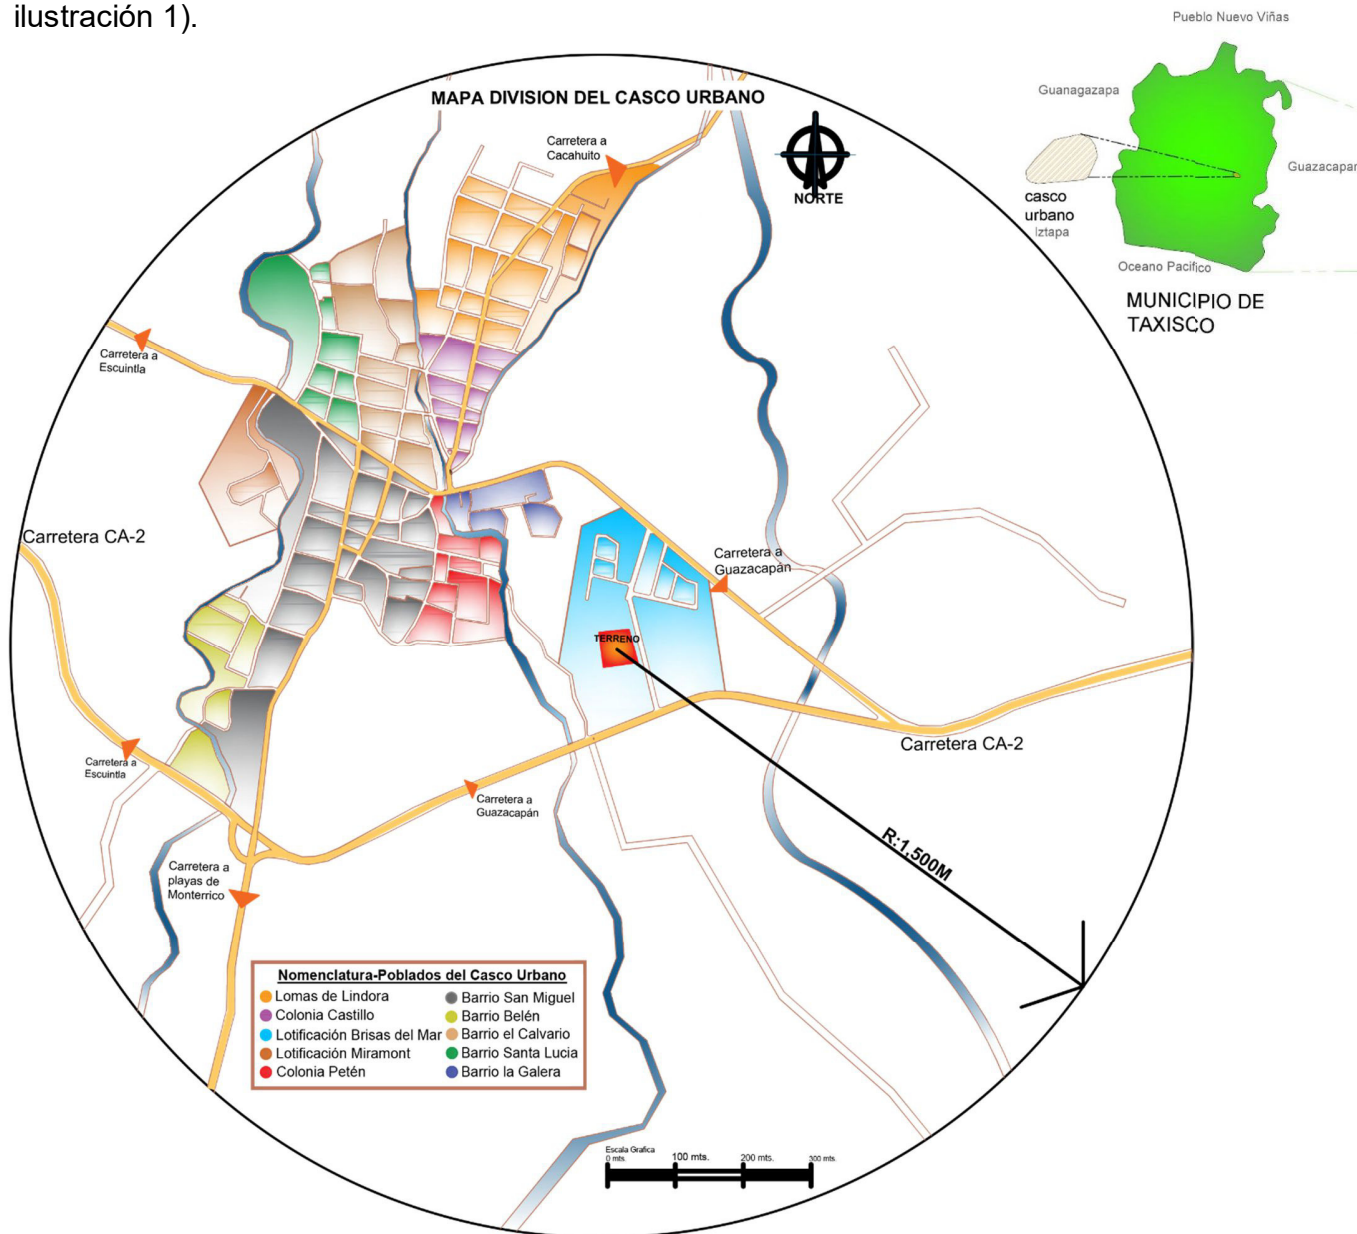 ilustración 1).
Pueblo Nuevo Viñas
MAPA DIVISION DEL CASCO URBANO
Guanagazapa
Carretera a
Cacahuito
Guazacapan
NORTE
casco
urbano
Iztapa
Oceano Pacifico
MUNICIPIO DE
TAXISCO
Carretera a
Escuintla
Carretera CA-2
Carretera a
Guazacapán
TERRENO
Carretera CA-2
Carretera a
Escuintla
Carretera a
Guazacapán
R:1,500M
Carretera a
playas de
Monterrico
Nomenclatura-Poblados del Casco Urbano
Lomas de Lindora
Colonia Castillo
Lotificación Brisas del Mar
Lotificación Miramont
Colonia Petén
Barrio San Miguel
Barrio Belén
Barrio el Calvario
Barrio Santa Lucia
Barrio la Galera
Escala Grafica
0 mts. 100 mts. 200 mts. 300 mts.